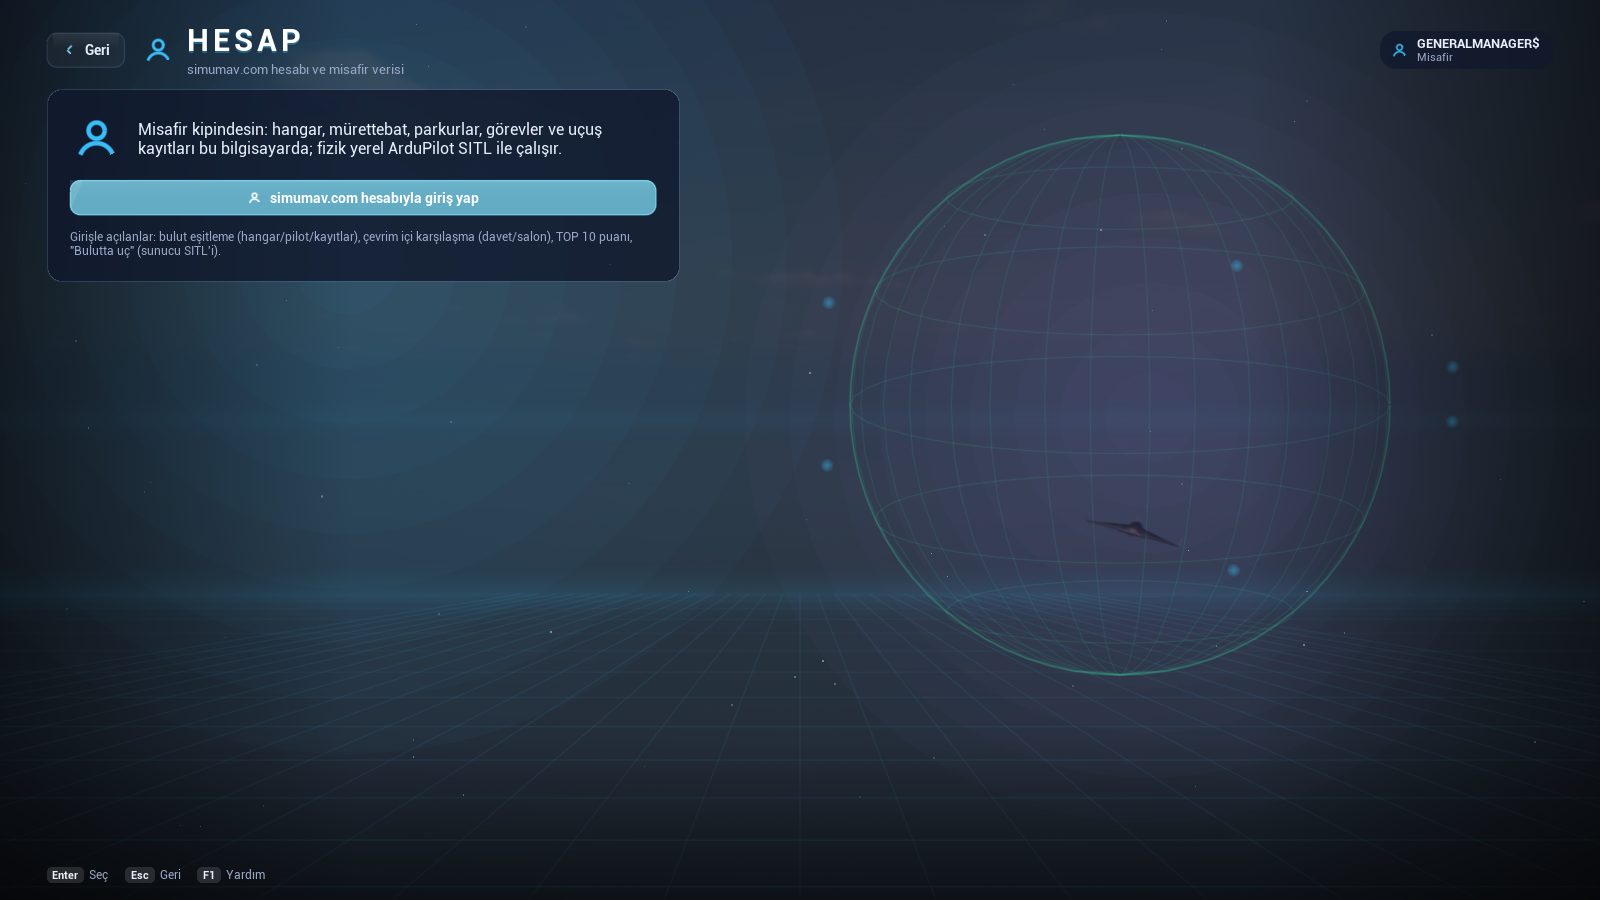 Geri
HESAP
simumav.com hesabı ve misafir verisi
GENERALMANAGER$
Misafir
Misafir kipindesin: hangar, mürettebat, parkurlar, görevler ve uçuş
kayıtları bu bilgisayarda; fizik yerel ArduPilot SITL ile çalışır.
simumav.com hesabıyla giriş yap
Girişle açılanlar: bulut eşitleme (hangar/pilot/kayıtlar), çevrim içi karşılaşma (davet/salon), TOP 10 puanı,
"Bulutta uç" (sunucu SITL'i).
Enter Seç Esc Geri F1 Yardım